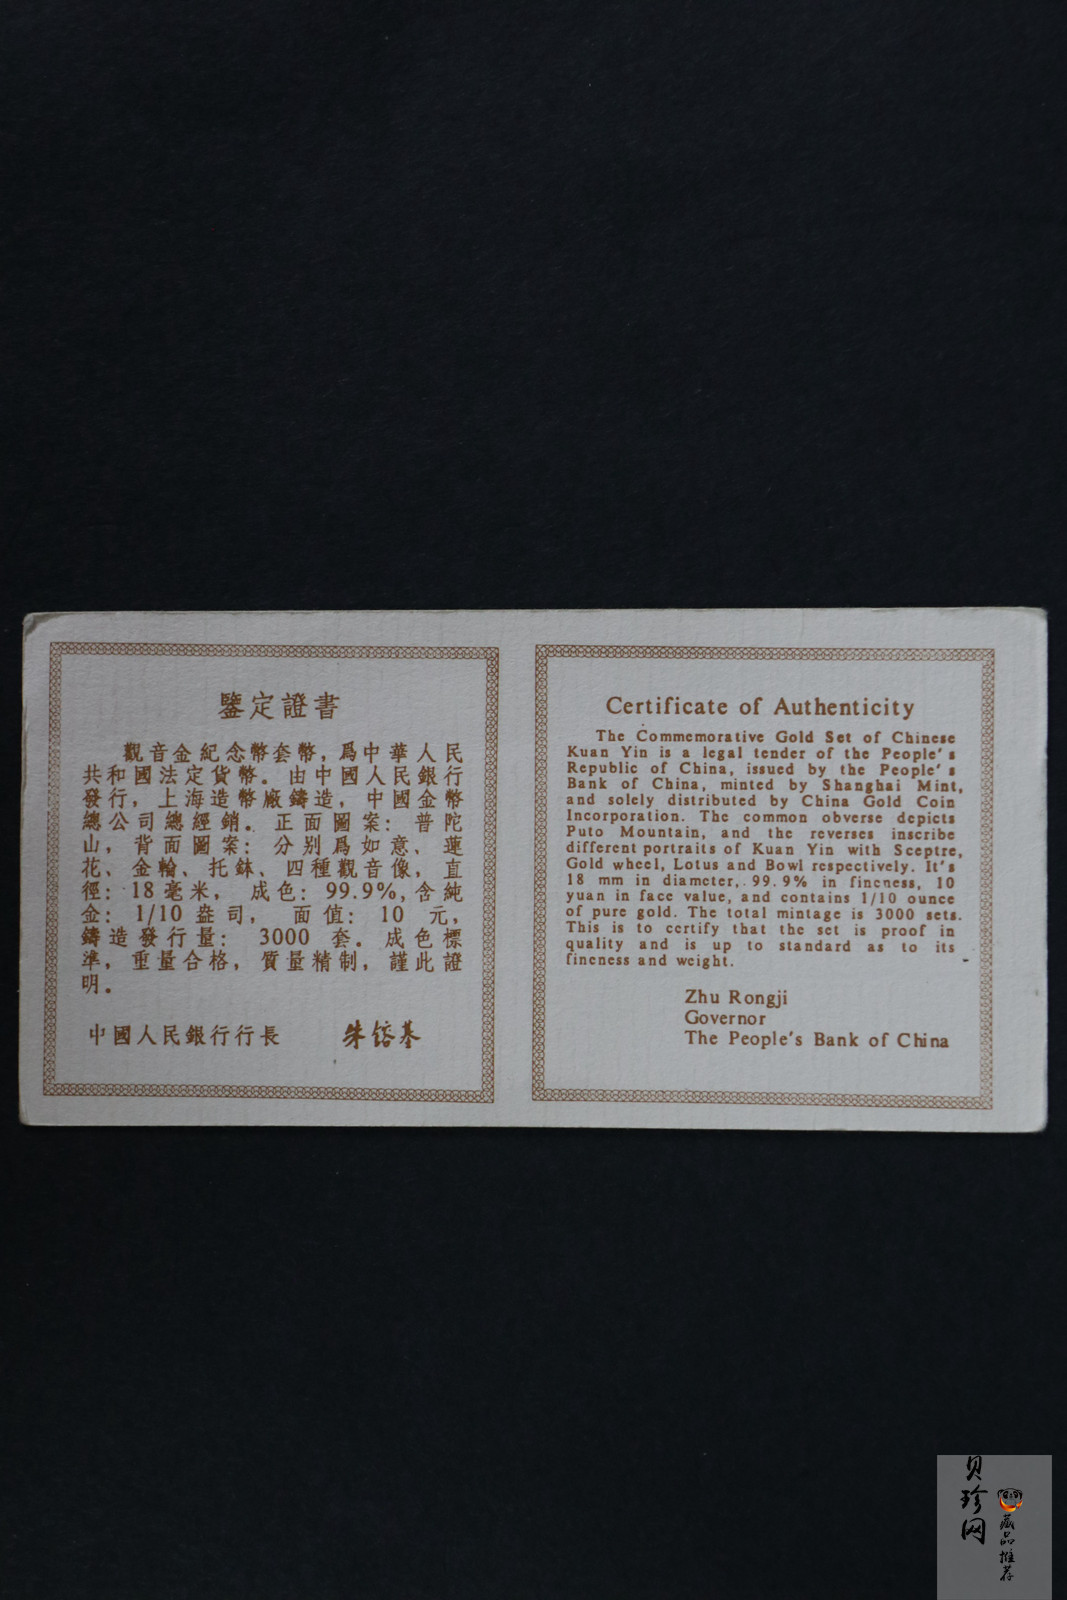 鑒定證書
觀音金紀念幣套幣，爲中華人民
共和國法定貨幣。由中國人民銀行
發行，上海造幣廠鑄造，中國金幣
總公司總經銷。正面圖案：普陀
山，背面圖案：分别爲如意、蓮
花、金輪、托鉢、四種觀音像，直
徑：18毫米，成色：99.9%，含純
金：1/10盎司，面值：10元，
鑄造發行量：3000套。成色標
準，重量合格，質量精制，謹此證
明。
中國人民銀行行長 朱鎔基
Certificate of Authenticity
The Commemorative Gold Set of Chinese
Kuan Yin is a legal tender of the People's
Republic of China, issued by the People's
Bank of China, minted by Shanghai Mint,
and solely distributed by China Gold Coin
Incorporation. The common obverse depicts
Puto Mountain, and the reverses inscribe
different portraits of Kuan Yin with Sceptre,
Gold wheel, Lotus and Bowl respectively. It's
18 mm in diameter, 99.9% in fineness, 10
yuan in face value, and contains 1/10 ounce
of pure gold. The total mintage is 3000 sets.
This is to certify that the set is proof in
quality and is up to standard as to its
fineness and weight.
Zhu Rongji
Governor
The People's Bank of China
贝珍网
藏品推荐